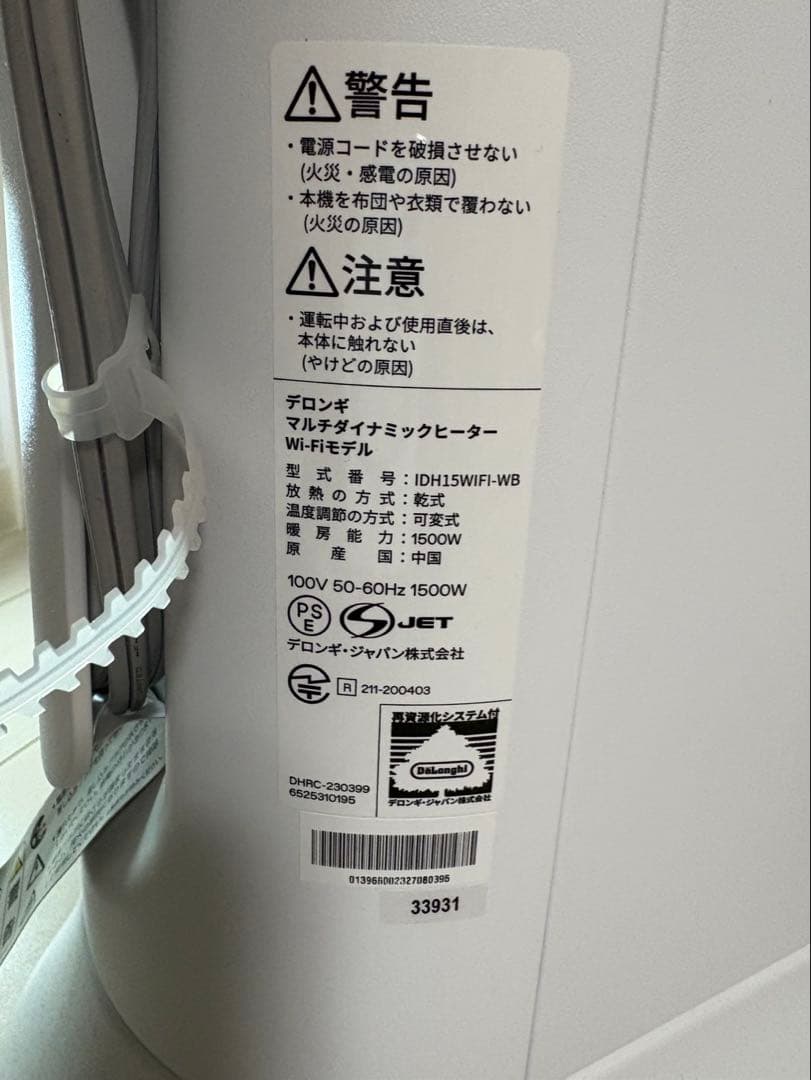 警告
・電源コードを破損させない
(火災・感電の原因)
・本機を布団や衣類で覆わない
(火災の原因)
注意
・運転中および使用直後は、
本体に触れない
(やけどの原因)
デロンギ
マルチダイナミックヒーター
Wi-Fiモデル
型式番号：IDH15WIFI-WB
放熱の方式：乾式
温度調節の方式：可変式
暖房能力：1500W
原産国：中国
100V 50-60Hz 1500W
PS
E
JET
デロンギ・ジャパン株式会社
R 211-200403
再資源化システム付
DeLonghi
デロンギ・ジャパン株式会社
DHRC-230399
6525310195
013966002327080395
33931